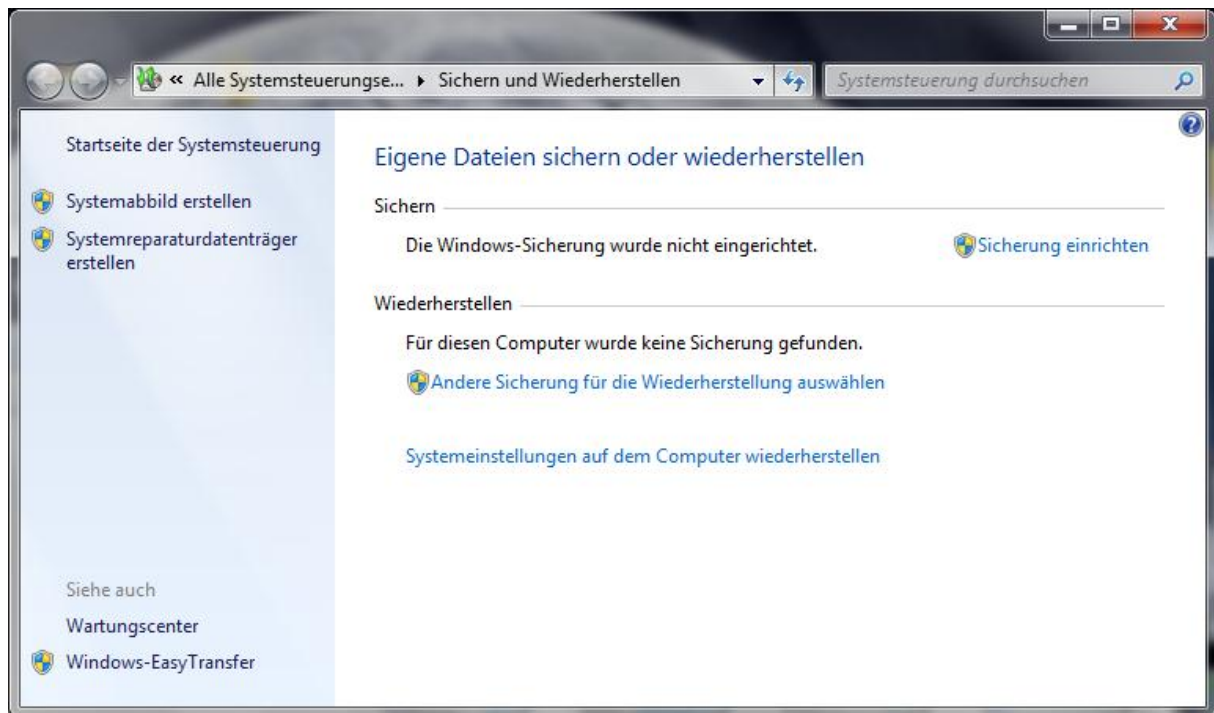 « Alle Systemsteuerungse... ▸ Sichern und Wiederherstellen
Systemsteuerung durchsuchen
Startseite der Systemsteuerung
Systemabbild erstellen
Systemreparaturdatenträger
erstellen
Eigene Dateien sichern oder wiederherstellen
Sichern
Die Windows-Sicherung wurde nicht eingerichtet.
Sicherung einrichten
Wiederherstellen
Für diesen Computer wurde keine Sicherung gefunden.
Andere Sicherung für die Wiederherstellung auswählen
Systemeinstellungen auf dem Computer wiederherstellen
Siehe auch
Wartungscenter
Windows-EasyTransfer